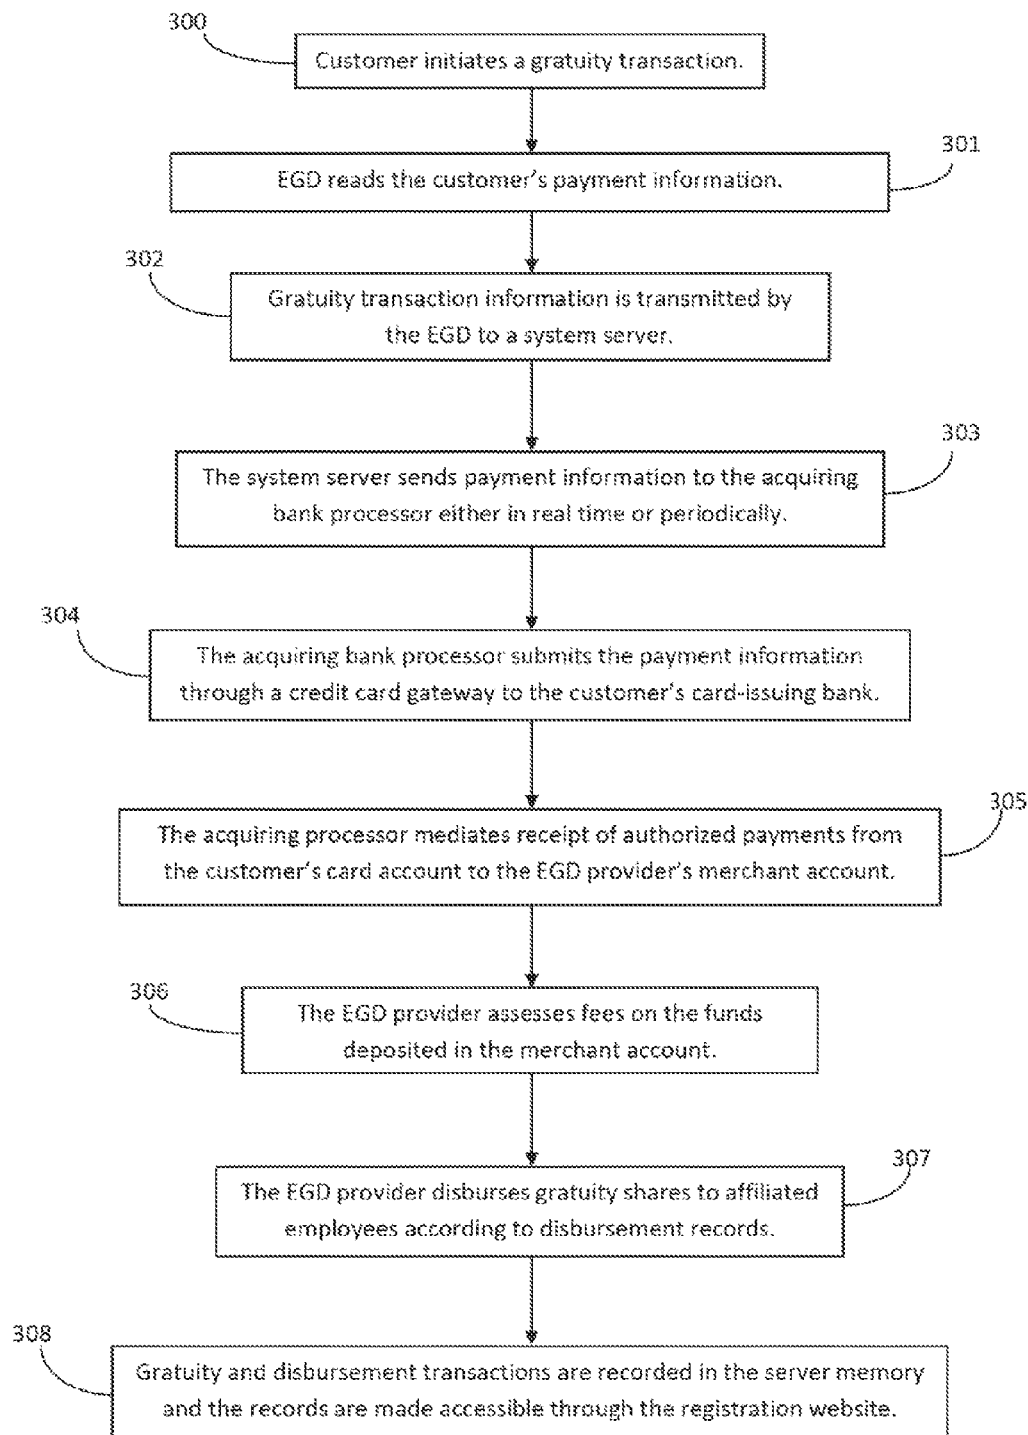 300
Customer initiates a gratuity transaction.
301
EGD reads the customer's payment information.
302
Gratuity transaction information is transmitted by
the EGD to a system server.
303
The system server sends payment information to the acquiring
bank processor either in real time or periodically.
304
The acquiring bank processor submits the payment information
through a credit card gateway to the customer's card-issuing bank.
305
The acquiring processor mediates receipt of authorized payments from
the customer's card account to the EGD provider's merchant account.
306
The EGD provider assesses fees on the funds
deposited in the merchant account.
307
The EGD provider disburses gratuity shares to affiliated
employees according to disbursement records.
308
Gratuity and disbursement transactions are recorded in the server memory
and the records are made accessible through the registration website.